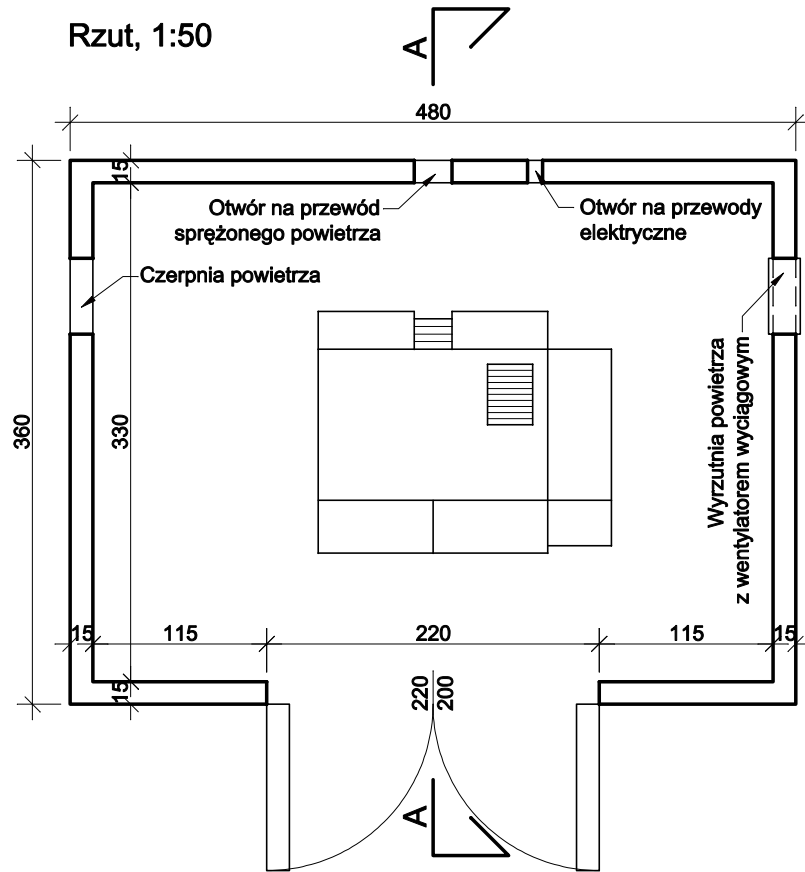 Rzut, 1:50
A
480
15
Otwór na przewód
sprężonego powietrza
Otwór na przewody
elektryczne
Czerpnia powietrza
Wyrzutnia powietrza
z wentylatorem wyciągowym
360
330
15
115
220
115
15
15
220
200
A